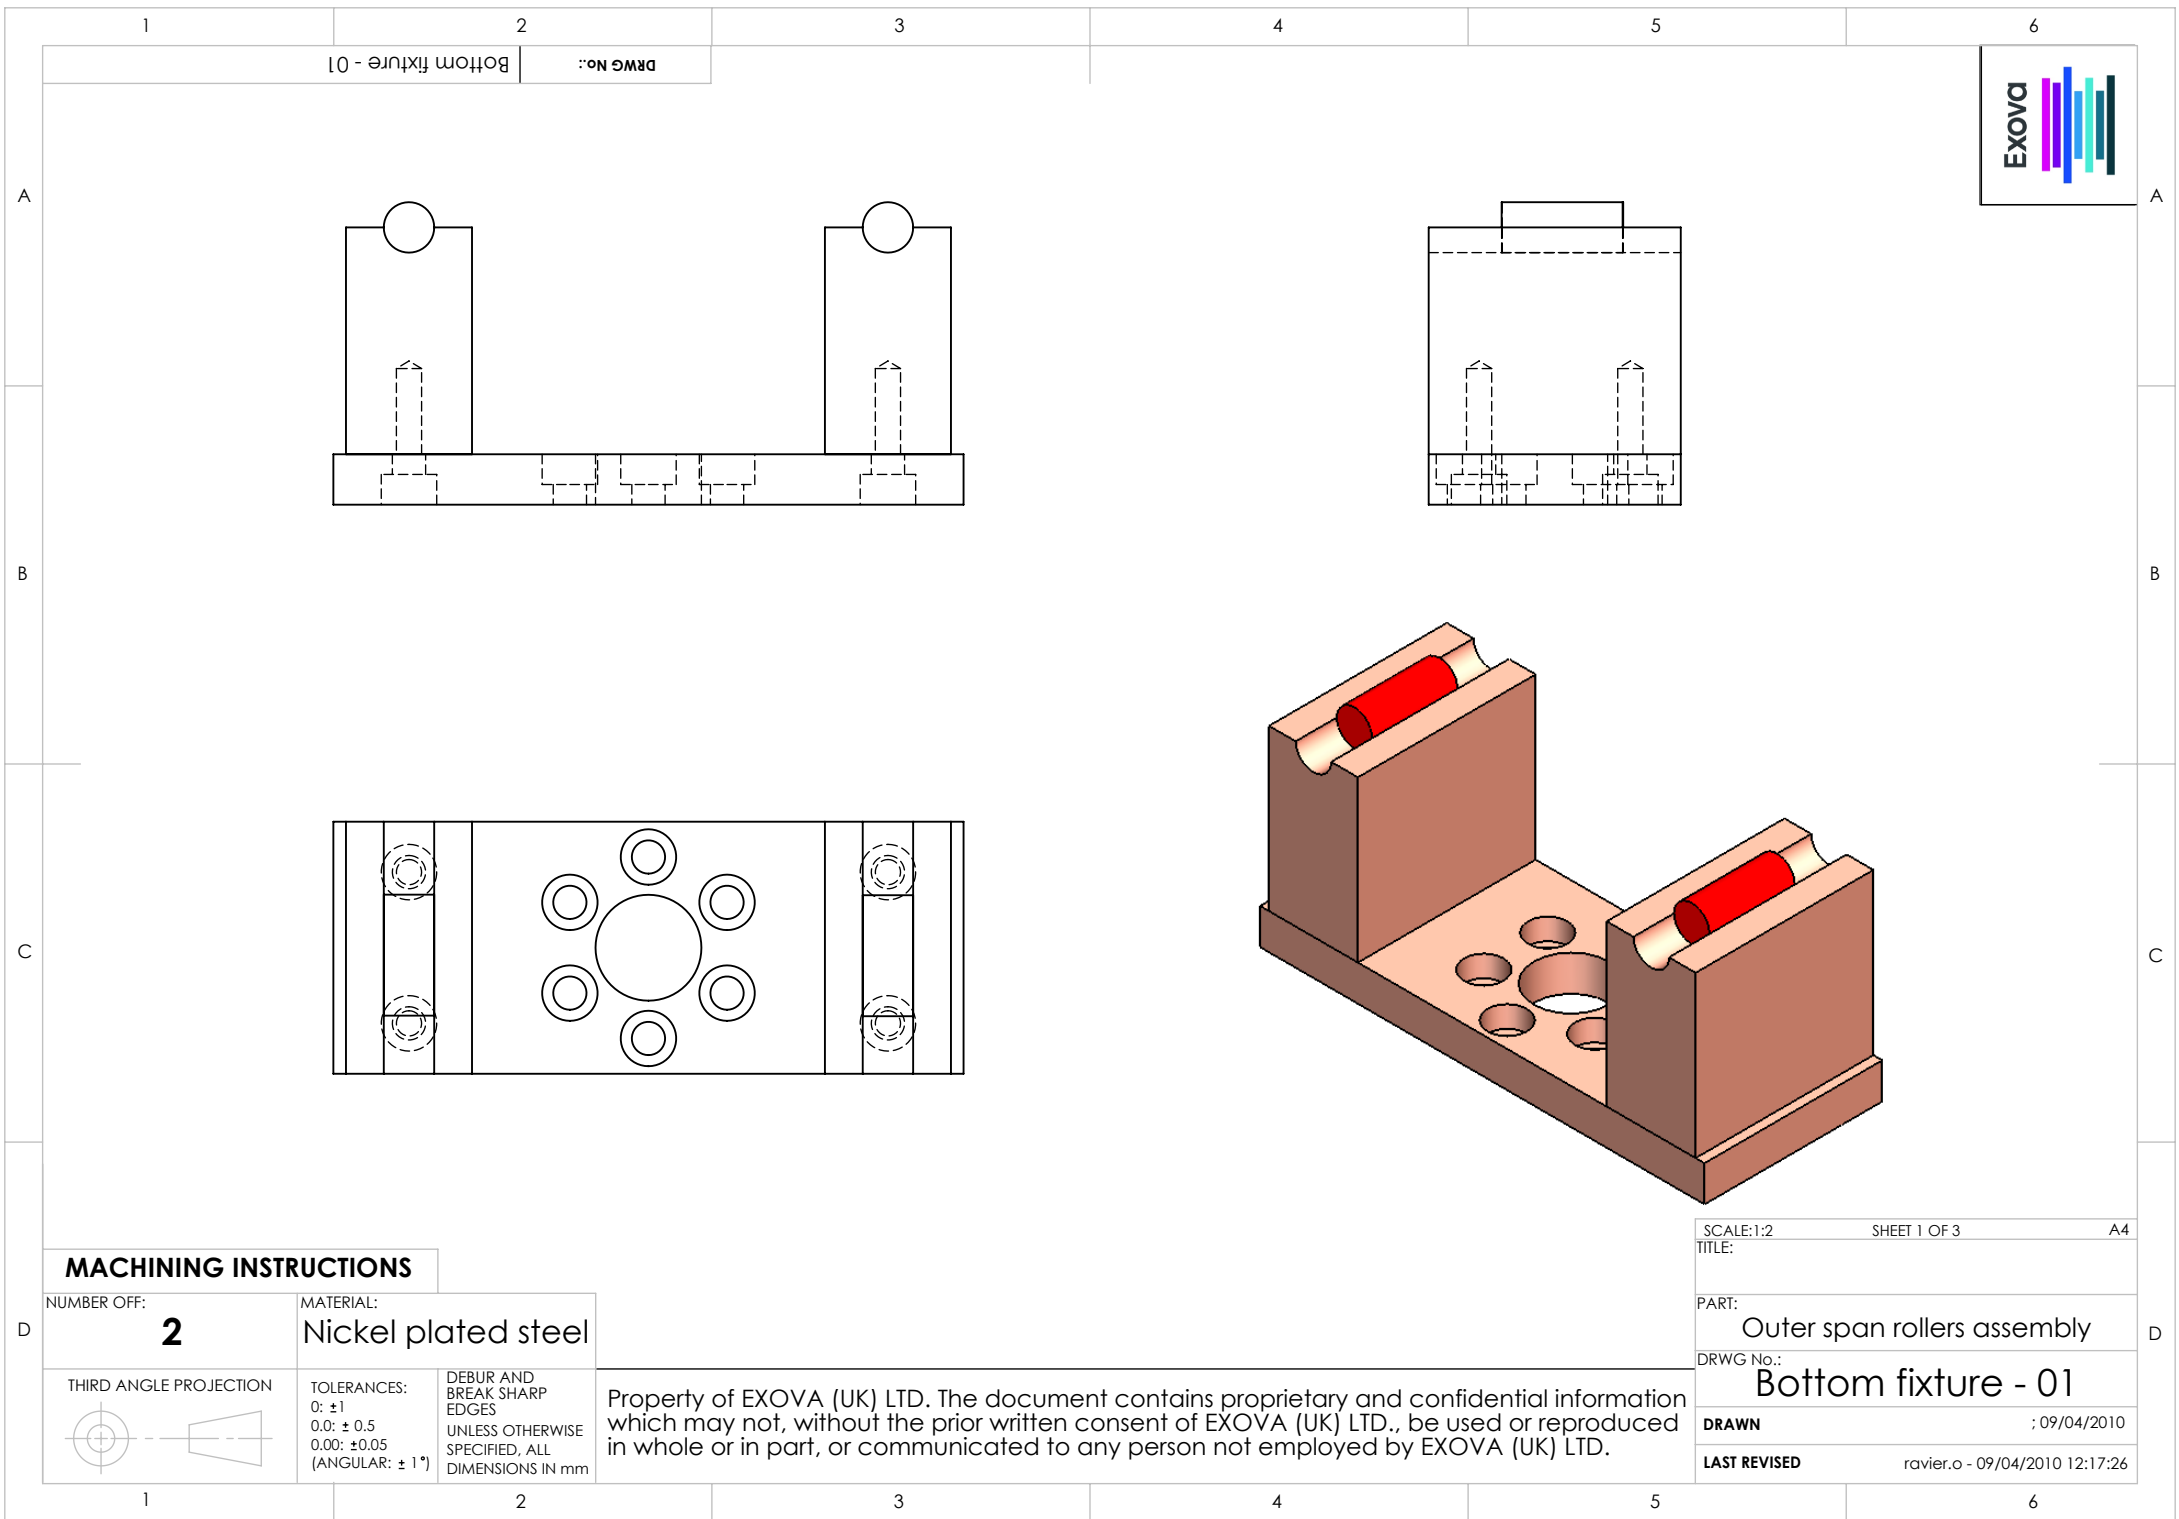 1 2 3 4 5 6
DRWG No.: Bottom fixture - 01
Exova
A A
B B
C C
SCALE:1:2 SHEET 1 OF 3 A4
TITLE:
MACHINING INSTRUCTIONS
NUMBER OFF:
2
MATERIAL:
Nickel plated steel
PART:
Outer span rollers assembly
D D
DRWG No.:
Bottom fixture - 01
THIRD ANGLE PROJECTION
TOLERANCES:
0: ±1
0.0: ± 0.5
0.00: ±0.05
(ANGULAR: ± 1°)
DEBUR AND
BREAK SHARP
EDGES
UNLESS OTHERWISE
SPECIFIED, ALL
DIMENSIONS IN mm
Property of EXOVA (UK) LTD. The document contains proprietary and confidential information
which may not, without the prior written consent of EXOVA (UK) LTD., be used or reproduced
in whole or in part, or communicated to any person not employed by EXOVA (UK) LTD.
DRAWN ; 09/04/2010
LAST REVISED ravier.o - 09/04/2010 12:17:26
1 2 3 4 5 6